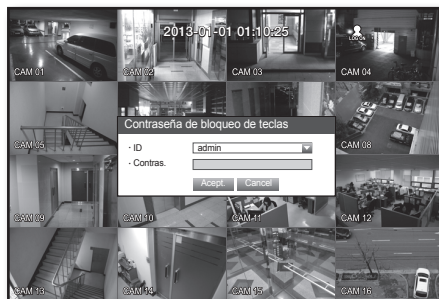 2013-01-01 01:10:25
LOG ON
CAM 01
CAM 02
CAM 03
CAM 04
Contraseña de bloqueo de teclas
· ID
admin
· Contras.
Acept.
Cancel
CAM 05
CAM 08
CAM 09
CAM 10
CAM 11
CAM 12
CAM 13
CAM 14
CAM 15
CAM 16